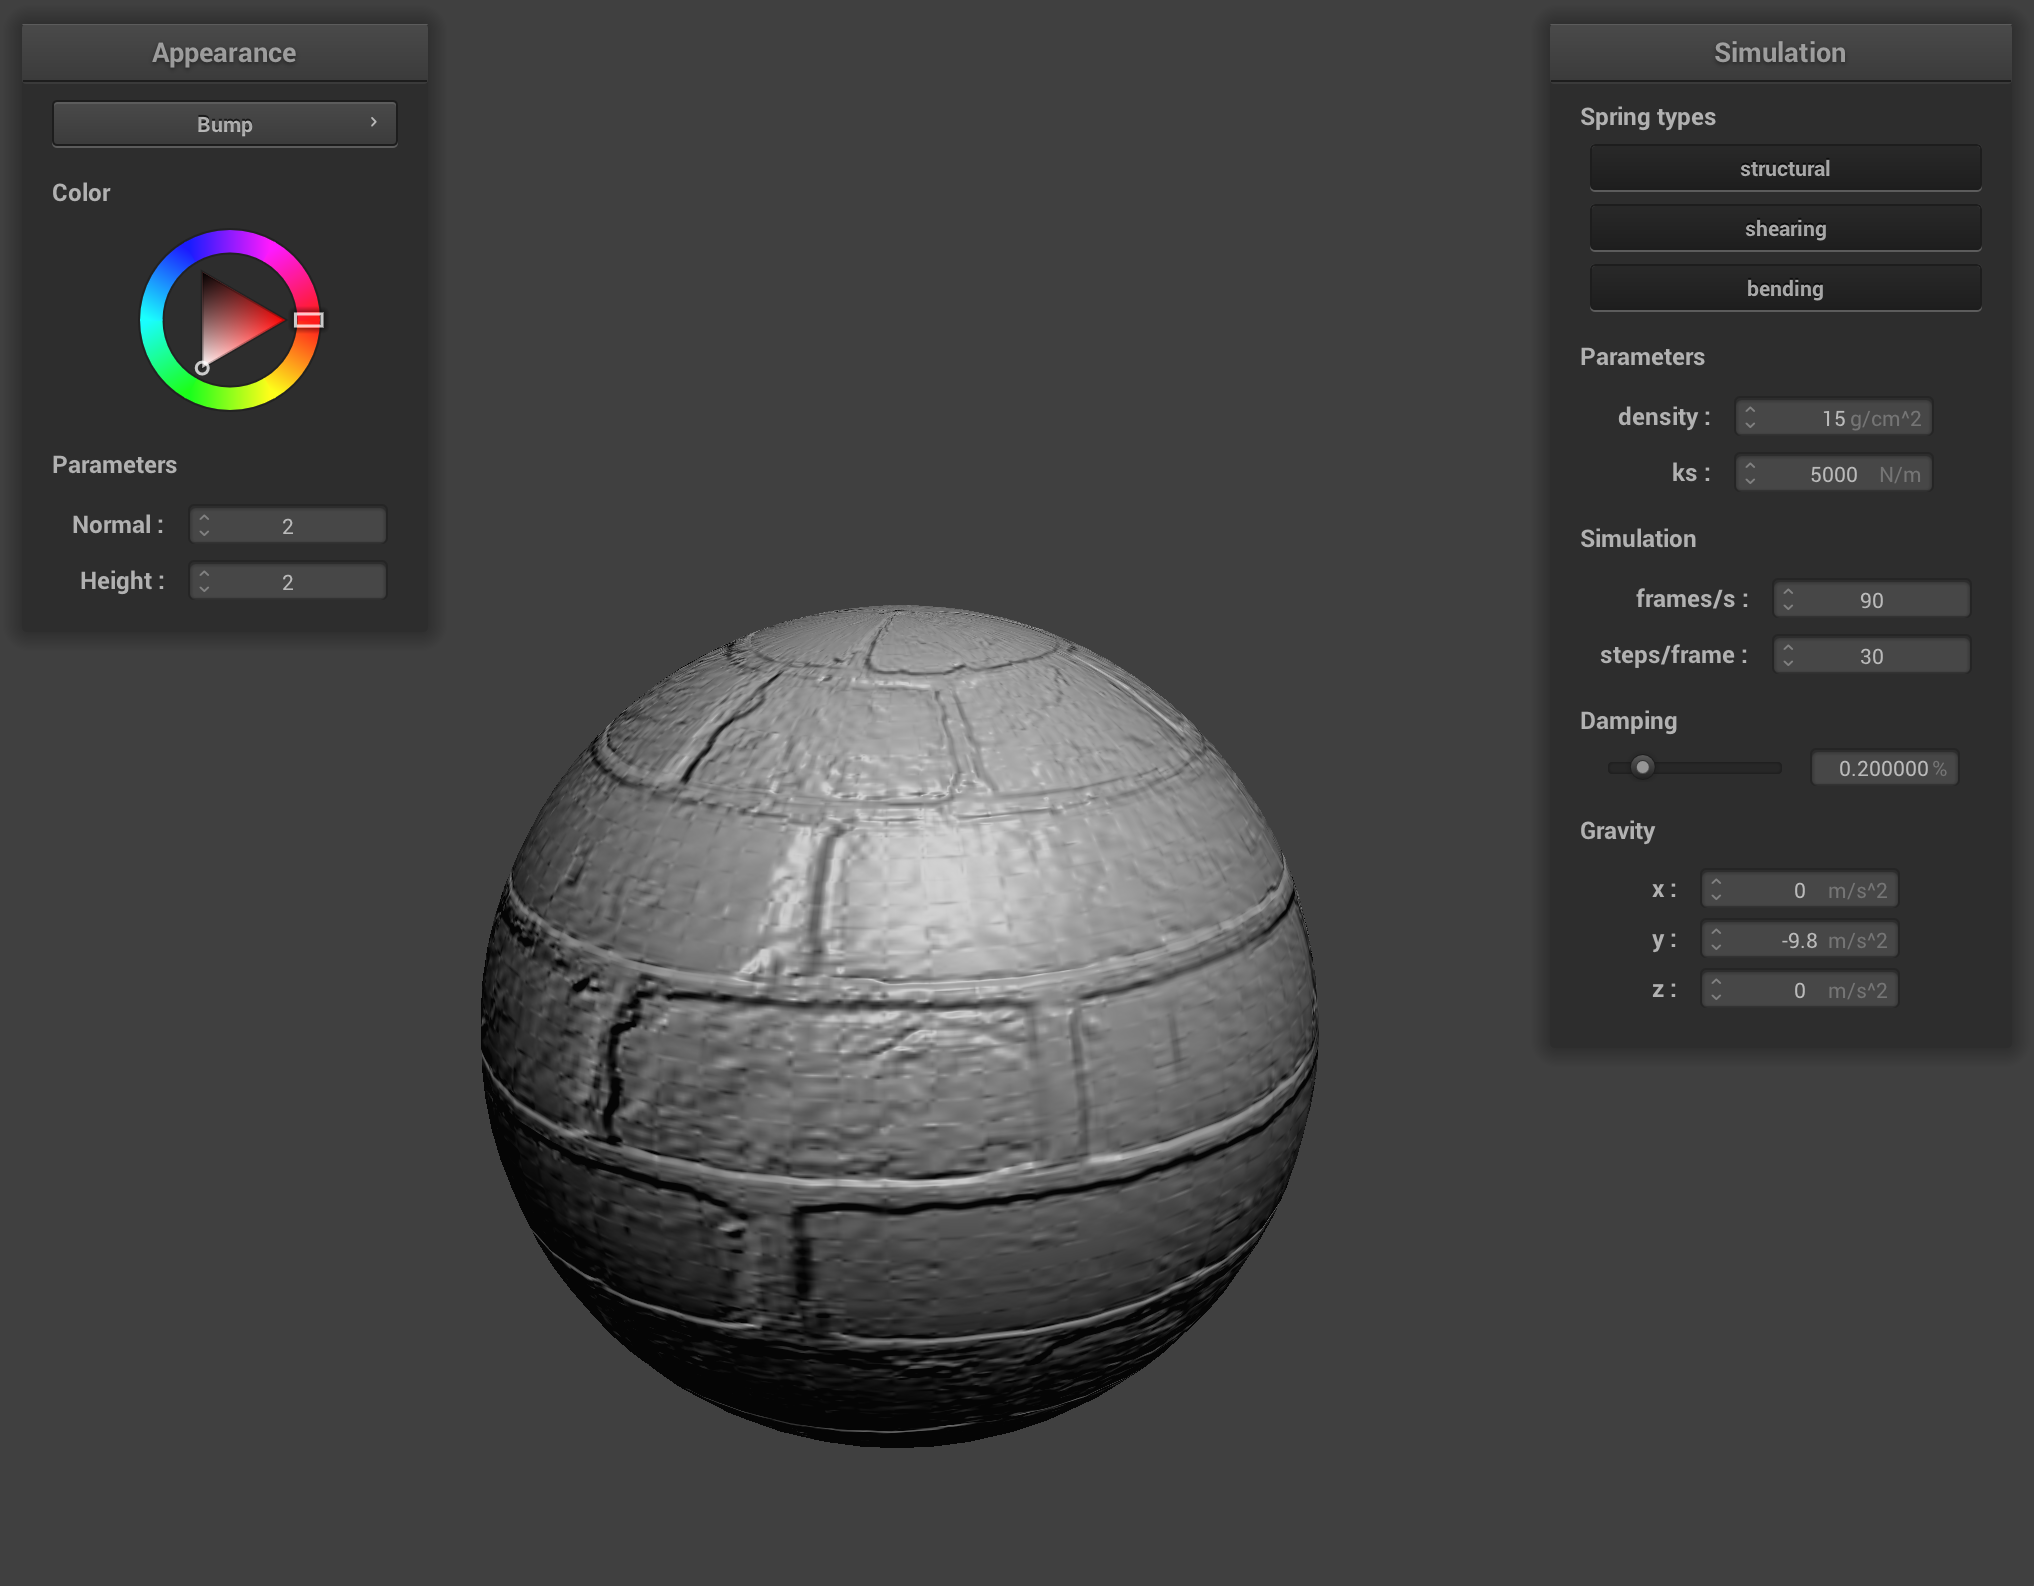 Appearance
Bump
Color
Parameters
Normal : 2
Height : 2
Simulation
Spring types
structural
shearing
bending
Parameters
density : 15 g/cm^2
ks : 5000 N/m
Simulation
frames/s : 90
steps/frame : 30
Damping
0.200000 %
Gravity
x : 0 m/s^2
y : -9.8 m/s^2
z : 0 m/s^2